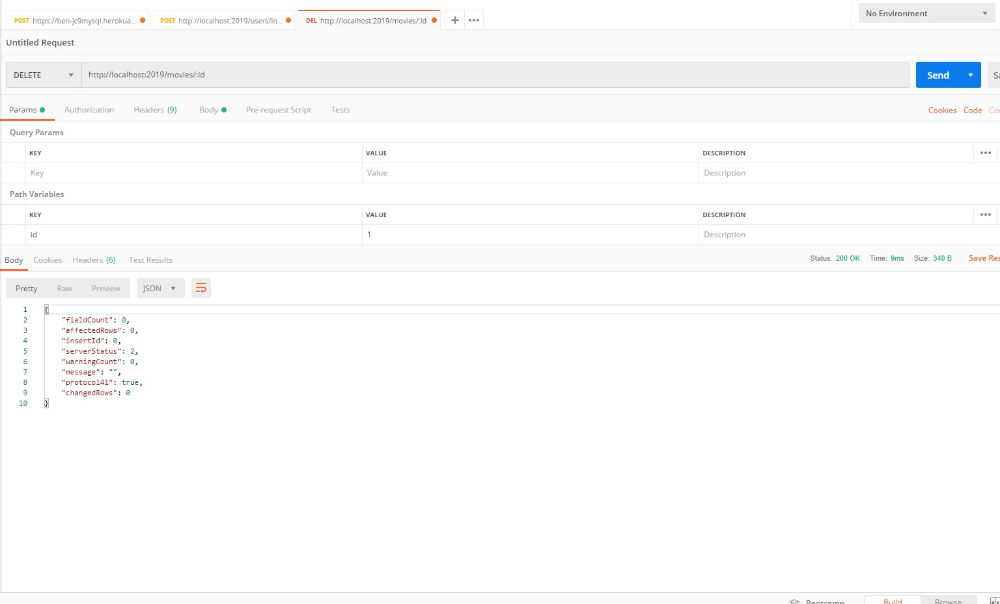 POST https://ben-jc9mysql.herokua... POST http://localhost:2019/users/in... DEL http://localhost:2019/movies/:id + ••• No Environment
Untitled Request
DELETE http://localhost:2019/movies/:id Send Sa
Params Authorization Headers (9) Body Pre-request Script Tests Cookies Code Co
Query Params
KEY VALUE DESCRIPTION •••
Key Value Description
Path Variables
KEY VALUE DESCRIPTION •••
id 1 Description
Body Cookies Headers (6) Test Results Status: 200 OK Time: 9ms Size: 340 B Save Res
Pretty Raw Preview JSON
1 {
2 "fieldCount": 0,
3 "affectedRows": 0,
4 "insertId": 0,
5 "serverStatus": 2,
6 "warningCount": 0,
7 "message": "",
8 "protocol41": true,
9 "changedRows": 0
10 }
Bootcamp Build Browse